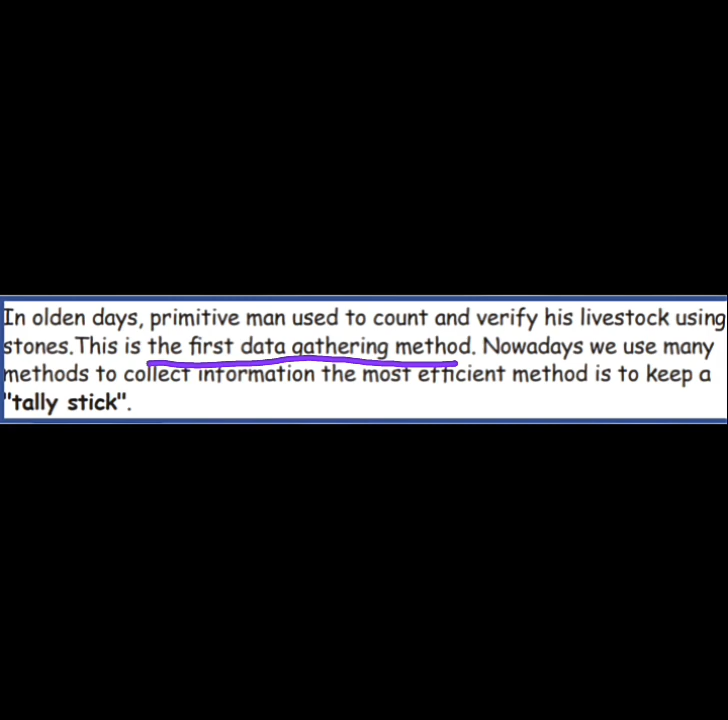 In olden days, primitive man used to count and verify his livestock using
stones.This is the first data gathering method. Nowadays we use many
methods to collect information the most efficient method is to keep a
"tally stick".